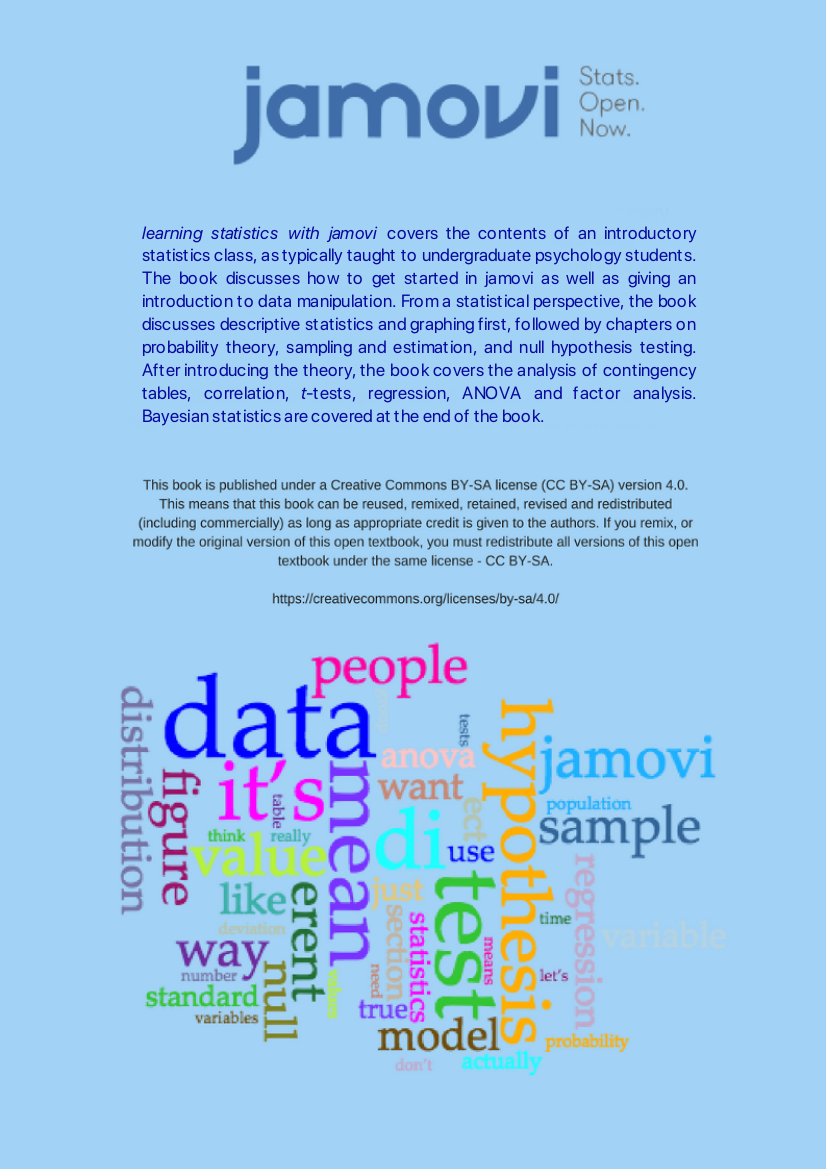 jamovi
Stats.
Open.
Now.
learning statistics with jamovi covers the contents of an introductory
statistics class, as typically taught to undergraduate psychology students.
The book discusses how to get started in jamovi as well as giving an
introduction to data manipulation. From a statistical perspective, the book
discusses descriptive statistics and graphing first, followed by chapters on
probability theory, sampling and estimation, and null hypothesis testing.
After introducing the theory, the book covers the analysis of contingency
tables, correlation, t-tests, regression, ANOVA and factor analysis.
Bayesian statistics are covered at the end of the book.
This book is published under a Creative Commons BY-SA license (CC BY-SA) version 4.0.
This means that this book can be reused, remixed, retained, revised and redistributed
(including commercially) as long as appropriate credit is given to the authors. If you remix, or
modify the original version of this open textbook, you must redistribute all versions of this open
textbook under the same license - CC BY-SA.
https://creativecommons.org/licenses/by-sa/4.0/
people
distribution
data
tests
hypothesis
anova
jamovi
it's
mean
want
figure
table
ect
population
sample
think
really
di
value
use
regression
like
erent
just
test
section
statistics
time
deviation
variable
way
means
number
null
values
need
let's
standard
true
variables
model
probability
don't
actually